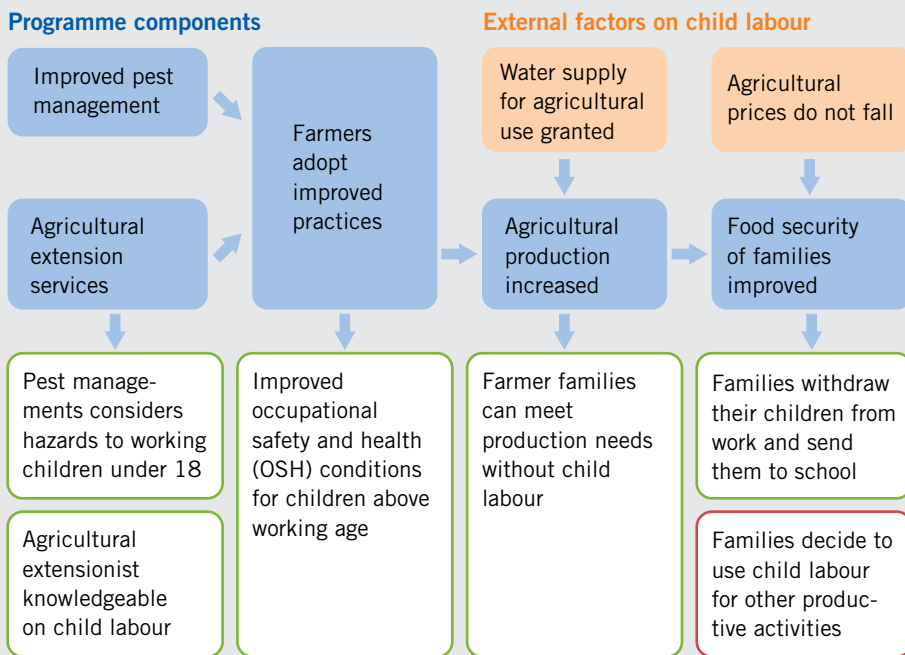 Programme components
External factors on child labour
Improved pest
management
Farmers
adopt
improved
practices
Water supply
for agricultural
use granted
Agricultural
prices do not fall
Agricultural
extension
services
Agricultural
production
increased
Food security
of families
improved
Pest manage-
ments considers
hazards to working
children under 18
Improved
occupational
safety and health
(OSH) conditions
for children above
working age
Farmer families
can meet
production needs
without child
labour
Families withdraw
their children from
work and send
them to school
Agricultural
extensionist
knowledgeable
on child labour
Families decide to
use child labour
for other produc-
tive activities